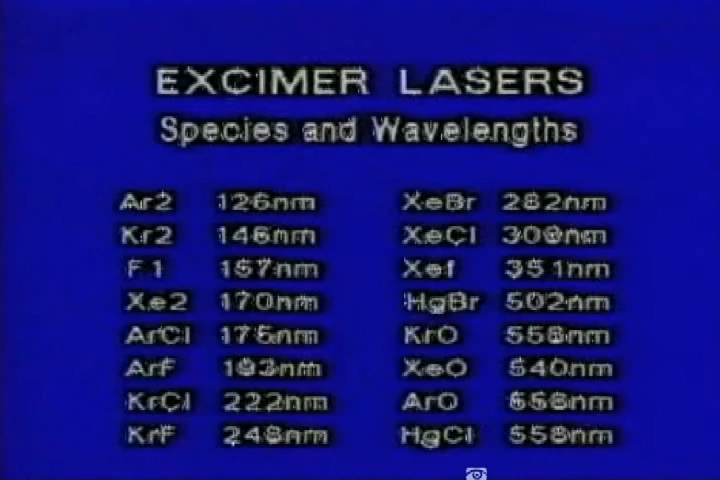 EXCIMER LASERS
Species and Wavelengths
Ar2 126nm XeBr 282nm
Kr2 146nm XeCl 308nm
F1 157nm Xef 351nm
Xe2 170nm HgBr 502nm
ArCl 175nm KrO 558nm
ArF 193nm XeO 540nm
KrCl 222nm ArO 558nm
KrF 248nm HgCl 558nm